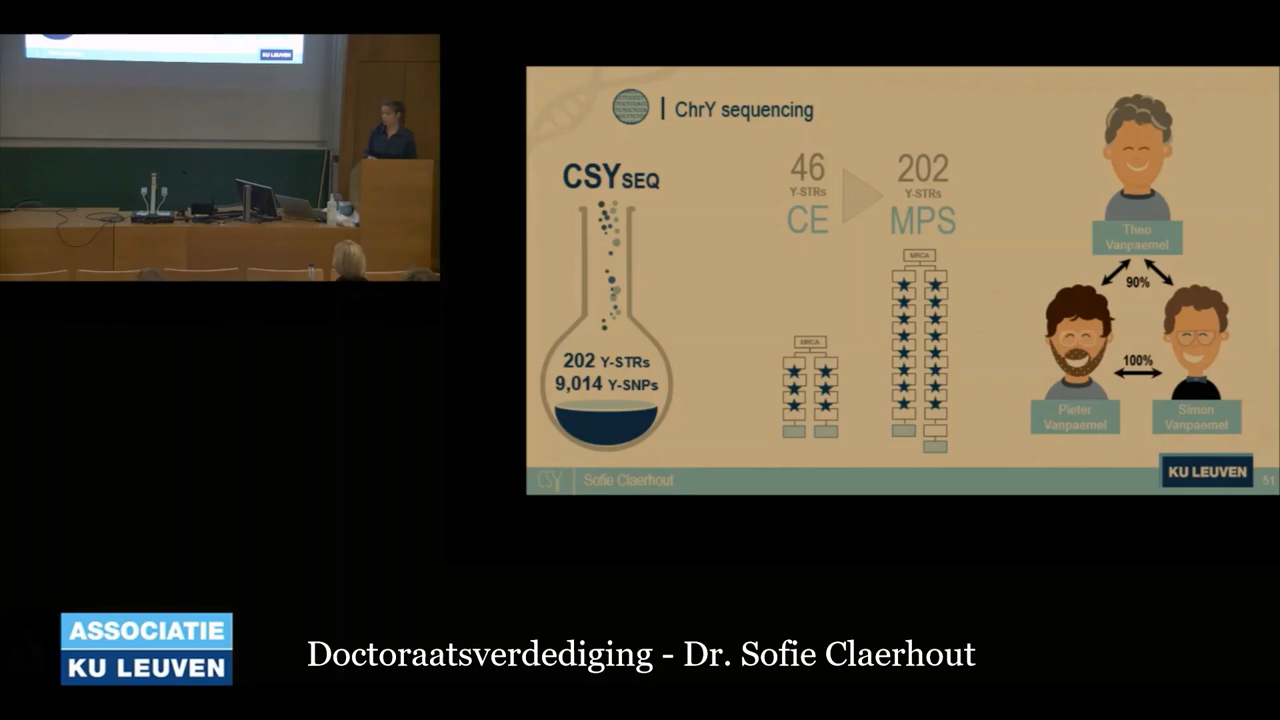 KU LEUVEN
ChrY sequencing
CSYSEQ
46
Y-STRs
CE
202
Y-STRs
MPS
MRCA
MRCA
202 Y-STRs
9,014 Y-SNPs
Theo
Vanpaemel
90%
100%
Pieter
Vanpaemel
Simon
Vanpaemel
CSY
Sofie Claerhout
KU LEUVEN
51
ASSOCIATIE
KU LEUVEN
Doctoraatsverdediging - Dr. Sofie Claerhout